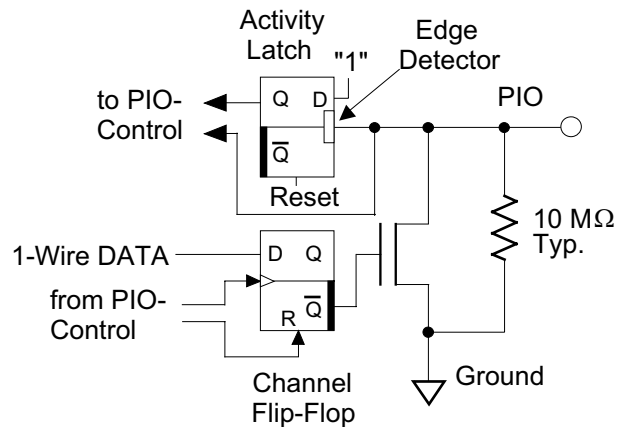 Activity
Latch
"1"
Edge
Detector
to PIO-
Control
Q
D
Q̅
PIO
Reset
10 MΩ
Typ.
1-Wire DATA
D
Q
from PIO-
Control
Q̅
R
Channel
Flip-Flop
Ground